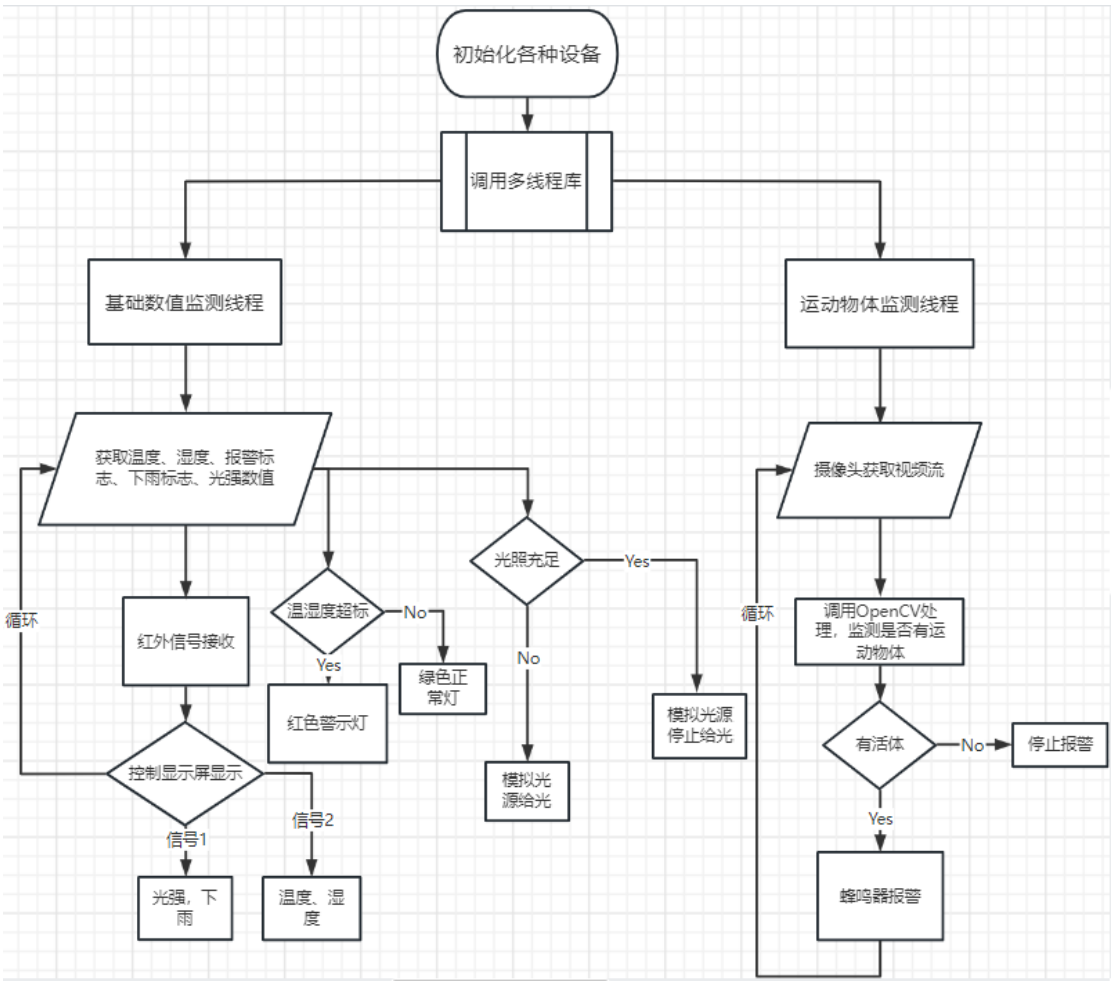 初始化各种设备
调用多线程库
基础数值监测线程
运动物体监测线程
获取温度、湿度、报警标
志、下雨标志、光强数值
摄像头获取视频流
循环
红外信号接收
温湿度超标
No
Yes
绿色正
常灯
红色警示灯
光照充足
Yes
No
模拟光源
停止给光
模拟光
源给光
控制显示屏显示
信号1
信号2
光强，下
雨
温度、湿
度
循环
调用OpenCV处
理，监测是否有运
动物体
有活体
No
停止报警
Yes
蜂鸣器报警